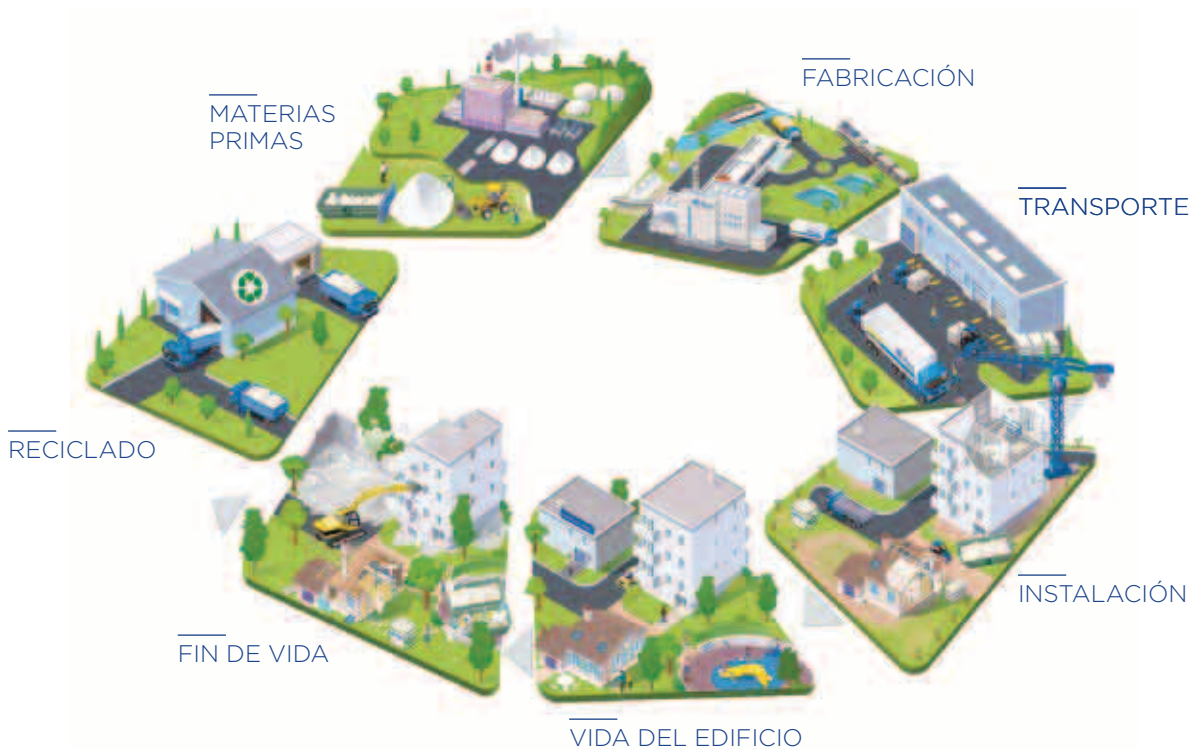 MATERIAS
PRIMAS
FABRICACIÓN
TRANSPORTE
INSTALACIÓN
VIDA DEL EDIFICIO
FIN DE VIDA
RECICLADO